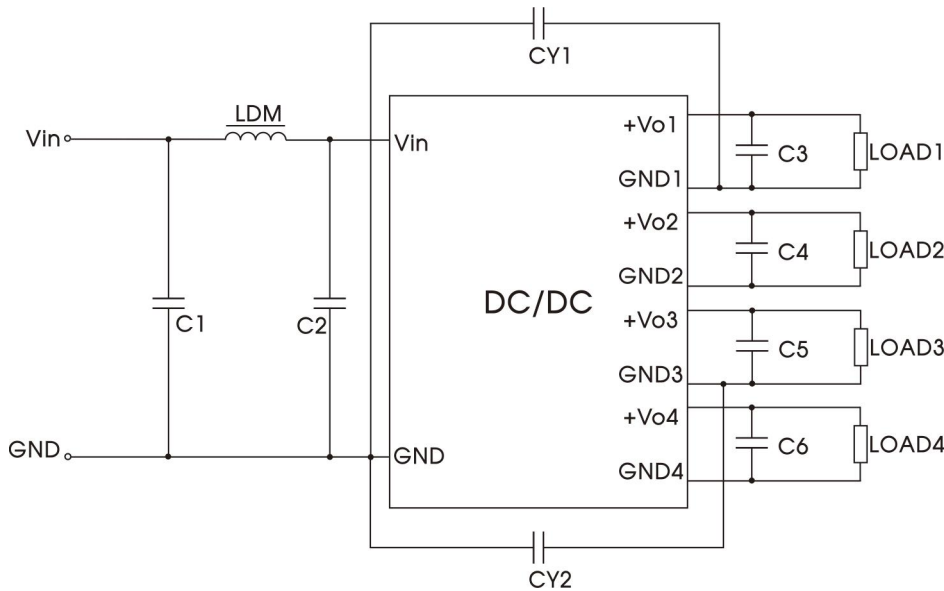 CY1
LDM
Vin
Vin
C1
C2
GND
GND
DC/DC
+Vo1
GND1
C3
LOAD1
+Vo2
GND2
C4
LOAD2
+Vo3
GND3
C5
LOAD3
+Vo4
GND4
C6
LOAD4
CY2